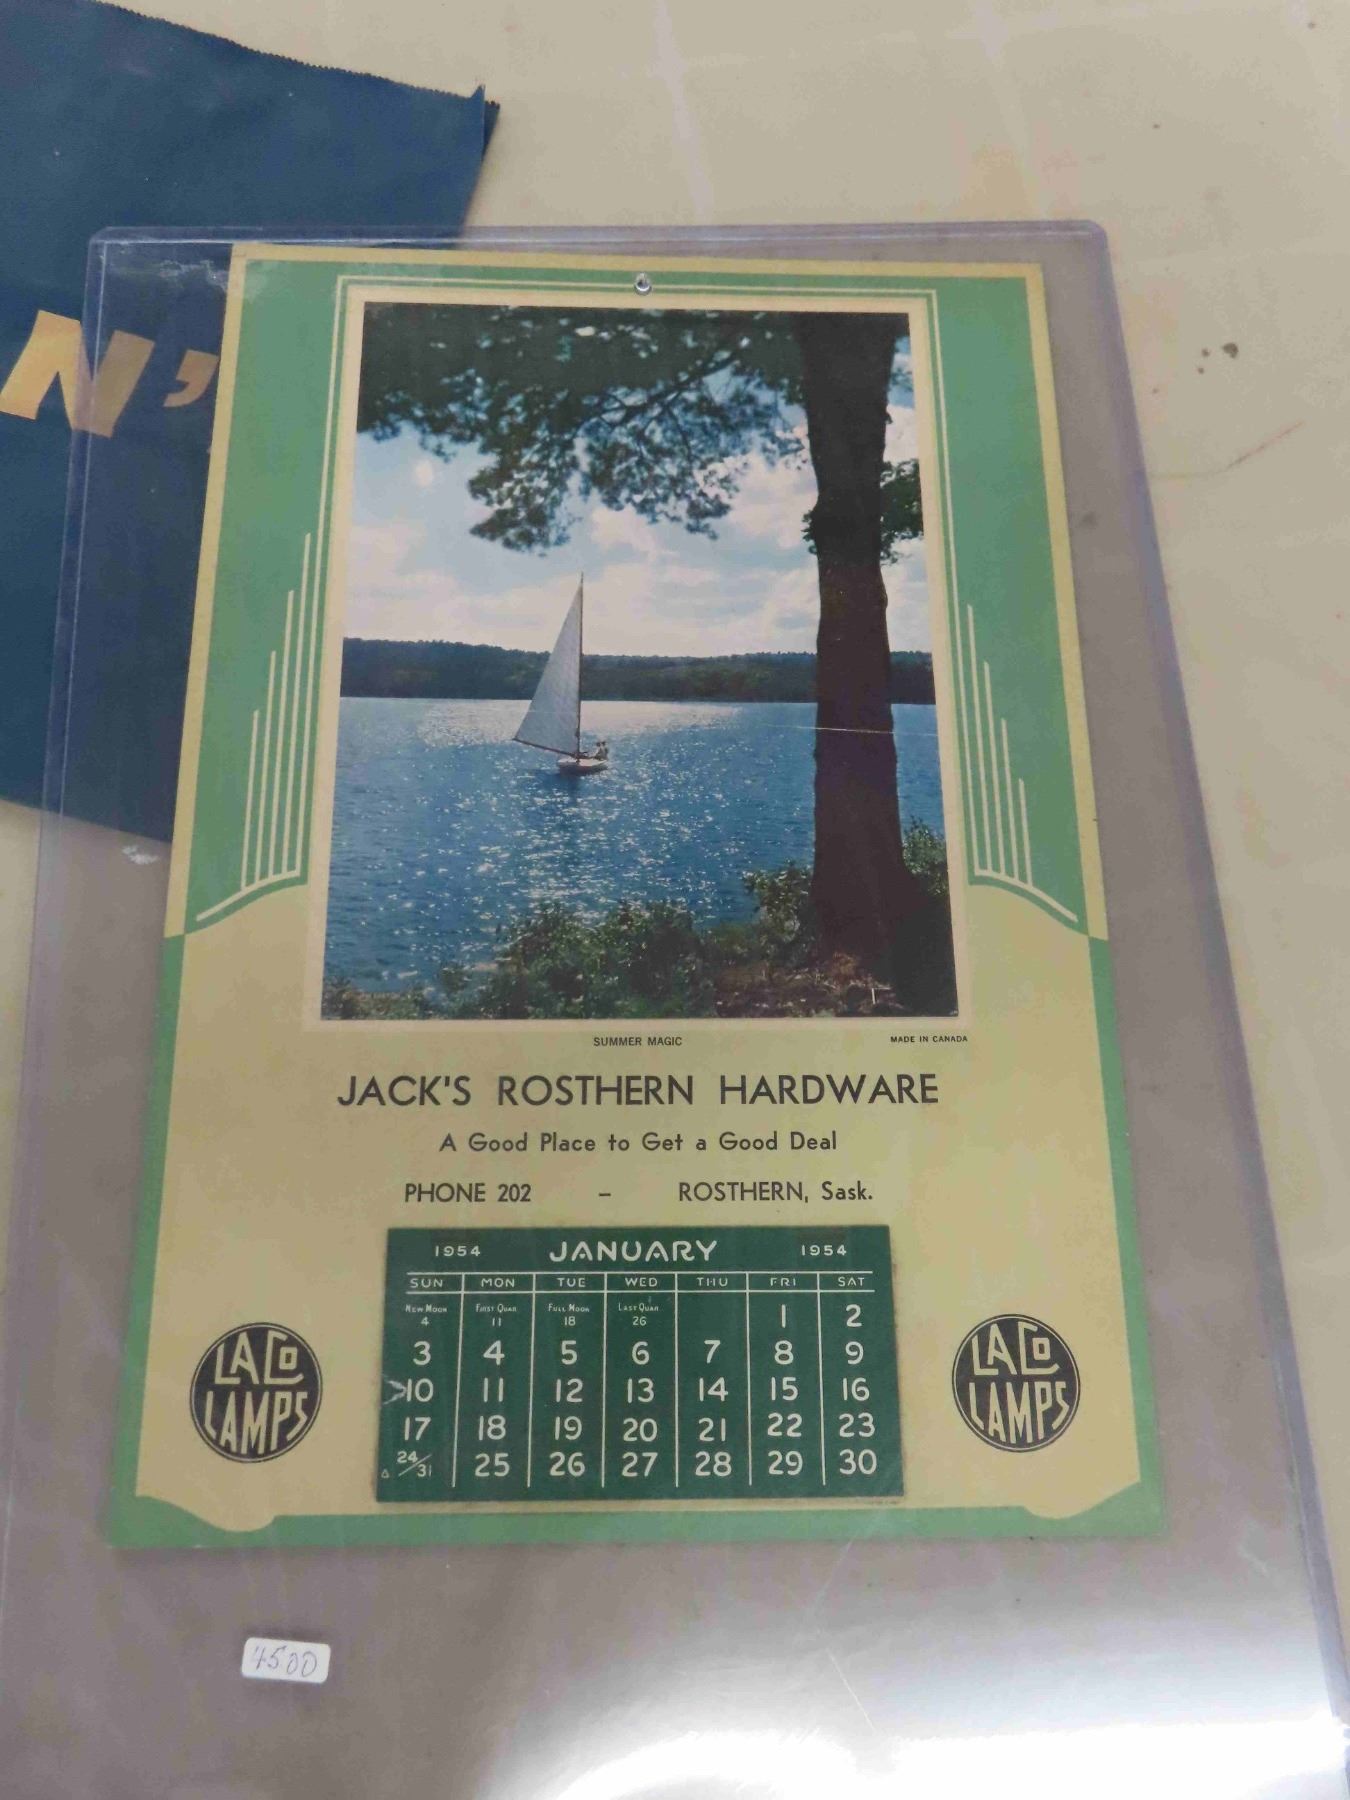 N'
SUMMER MAGIC
MADE IN CANADA
JACK'S ROSTHERN HARDWARE
A Good Place to Get a Good Deal
PHONE 202 - ROSTHERN, Sask.
1954 JANUARY 1954
SUN MON TUE WED THU FRI SAT
NEW MOON 4 FIRST QUAR 11 FULL MOON 18 LAST QUAR 26 1 2
3 4 5 6 7 8 9
10 11 12 13 14 15 16
17 18 19 20 21 22 23
24/31 25 26 27 28 29 30
LACO
LAMPS
LACO
LAMPS
4500